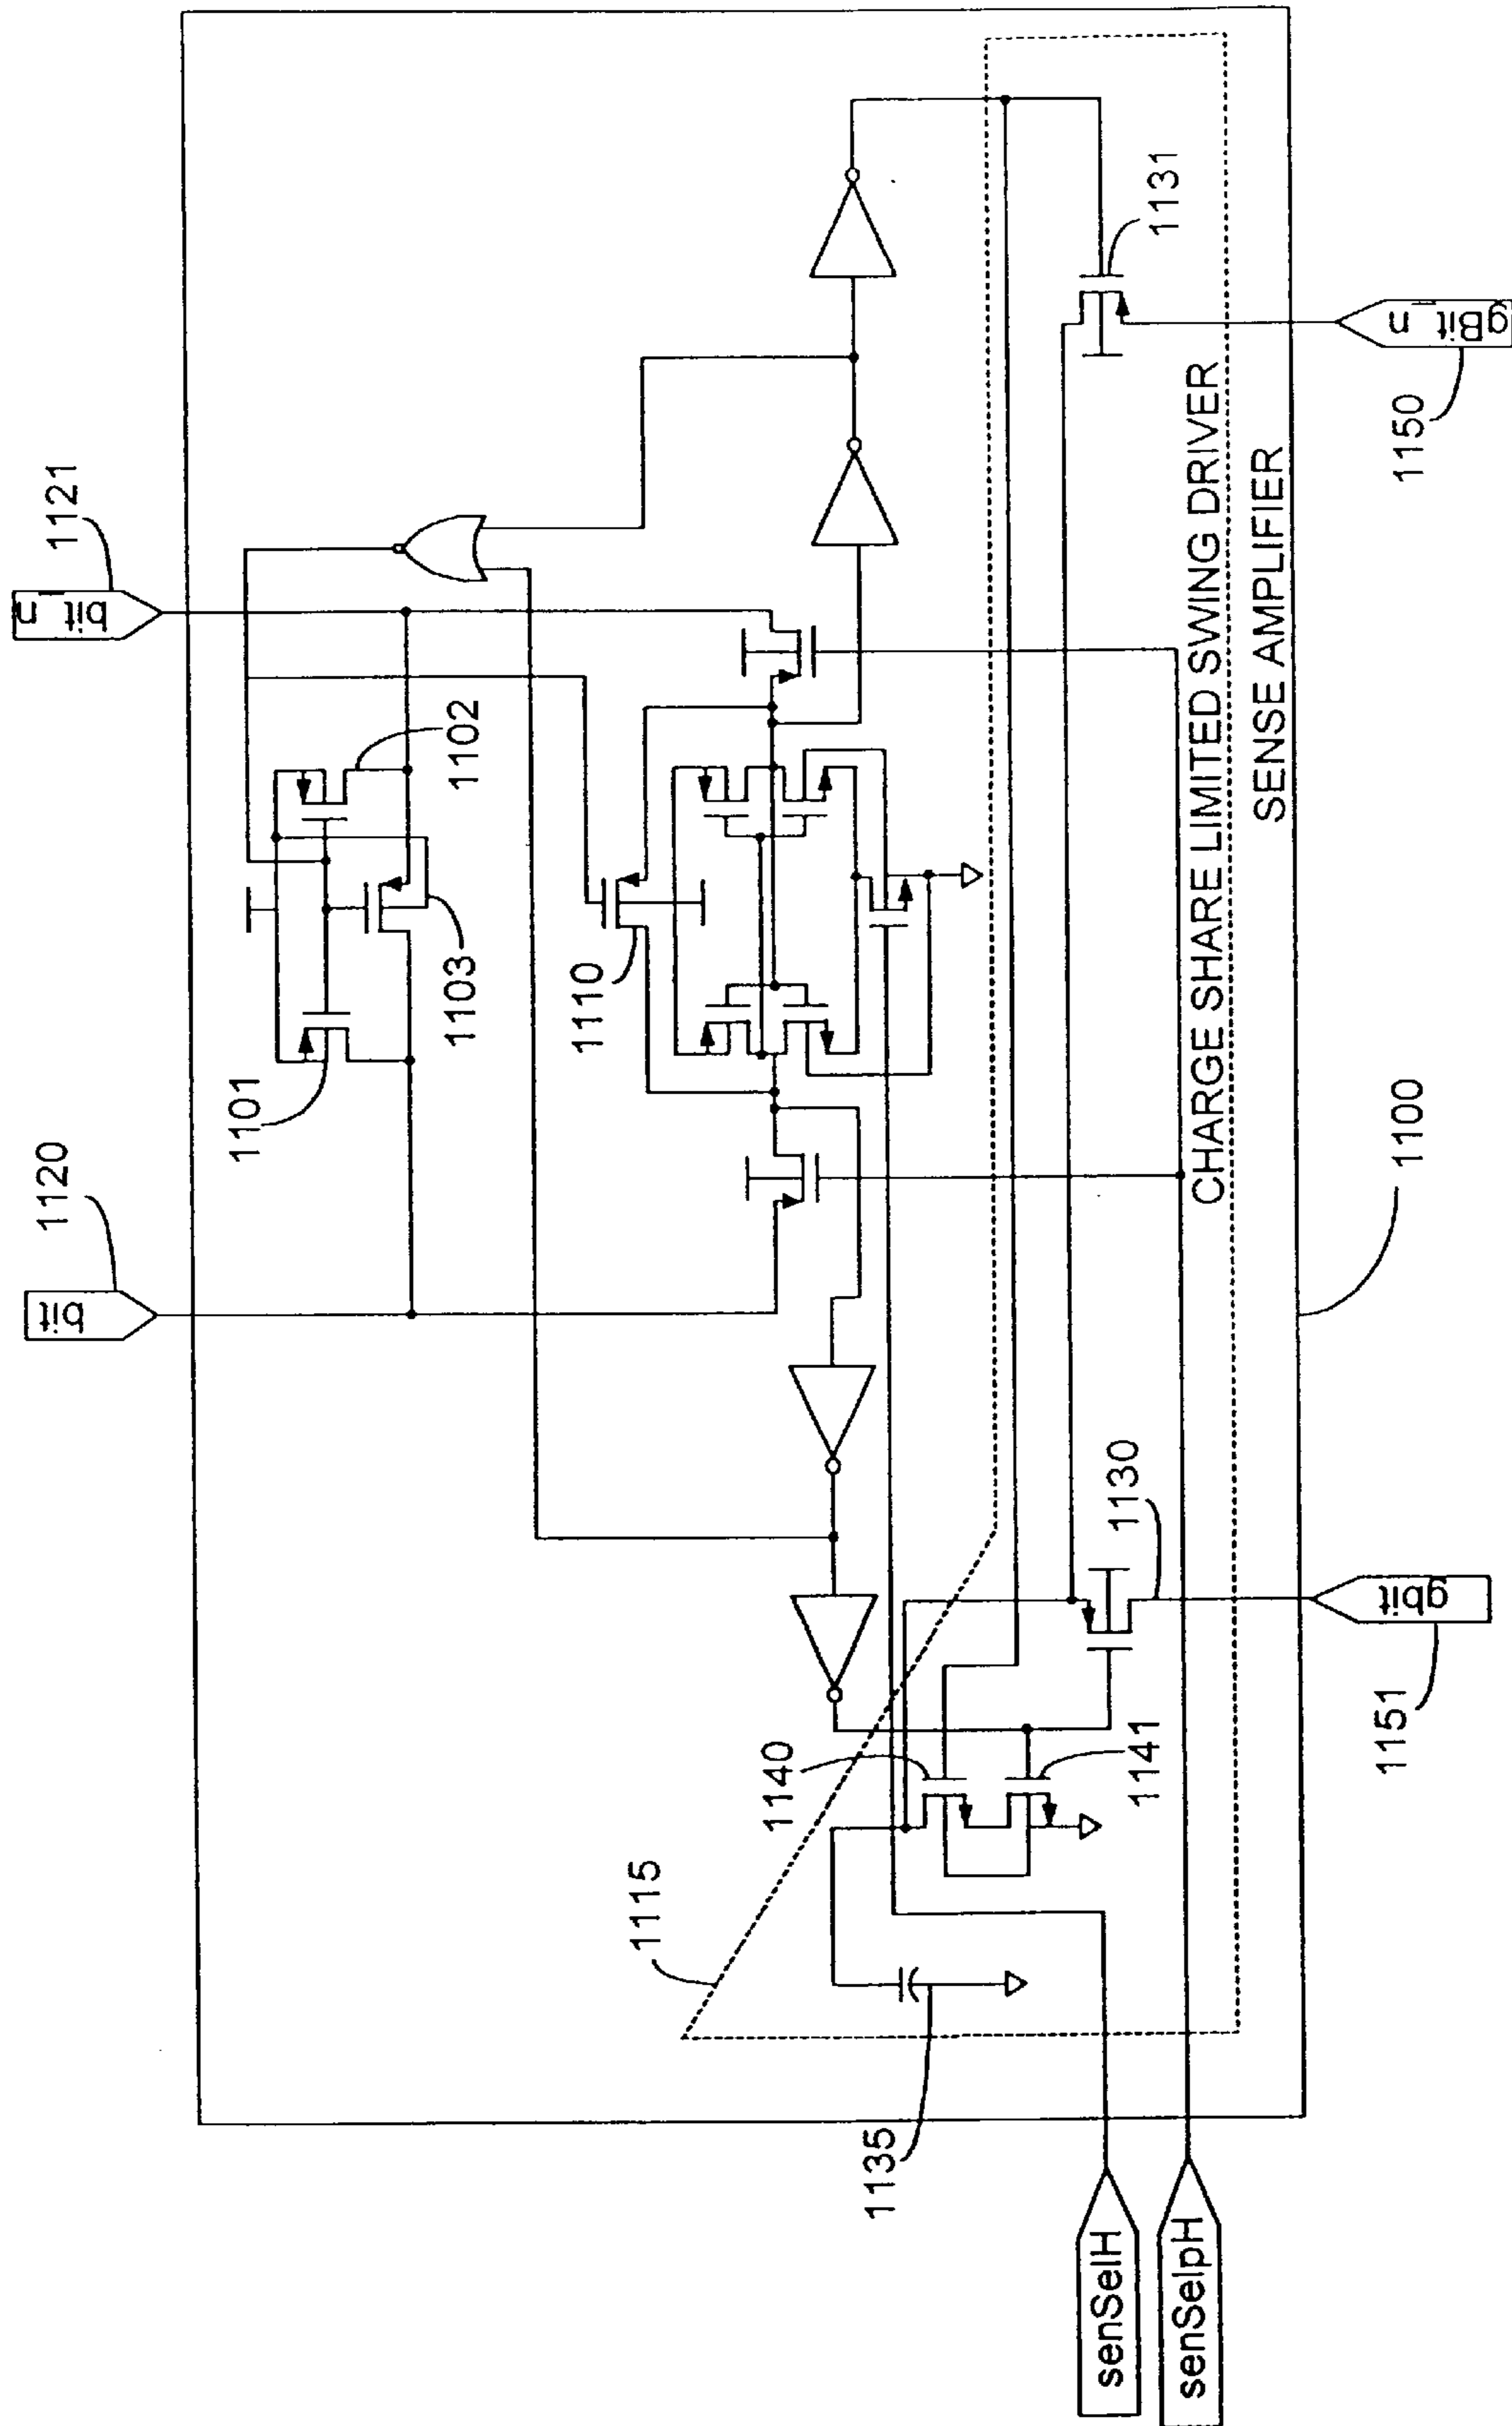 bit
1120
bit_n
1121
1101
1102
1103
1110
1115
1140
1141
1130
1131
1135
senSelH
senSelpH
CHARGE SHARE LIMITED SWING DRIVER
SENSE AMPLIFIER
1100
gbit
1151
gBit_n
1150